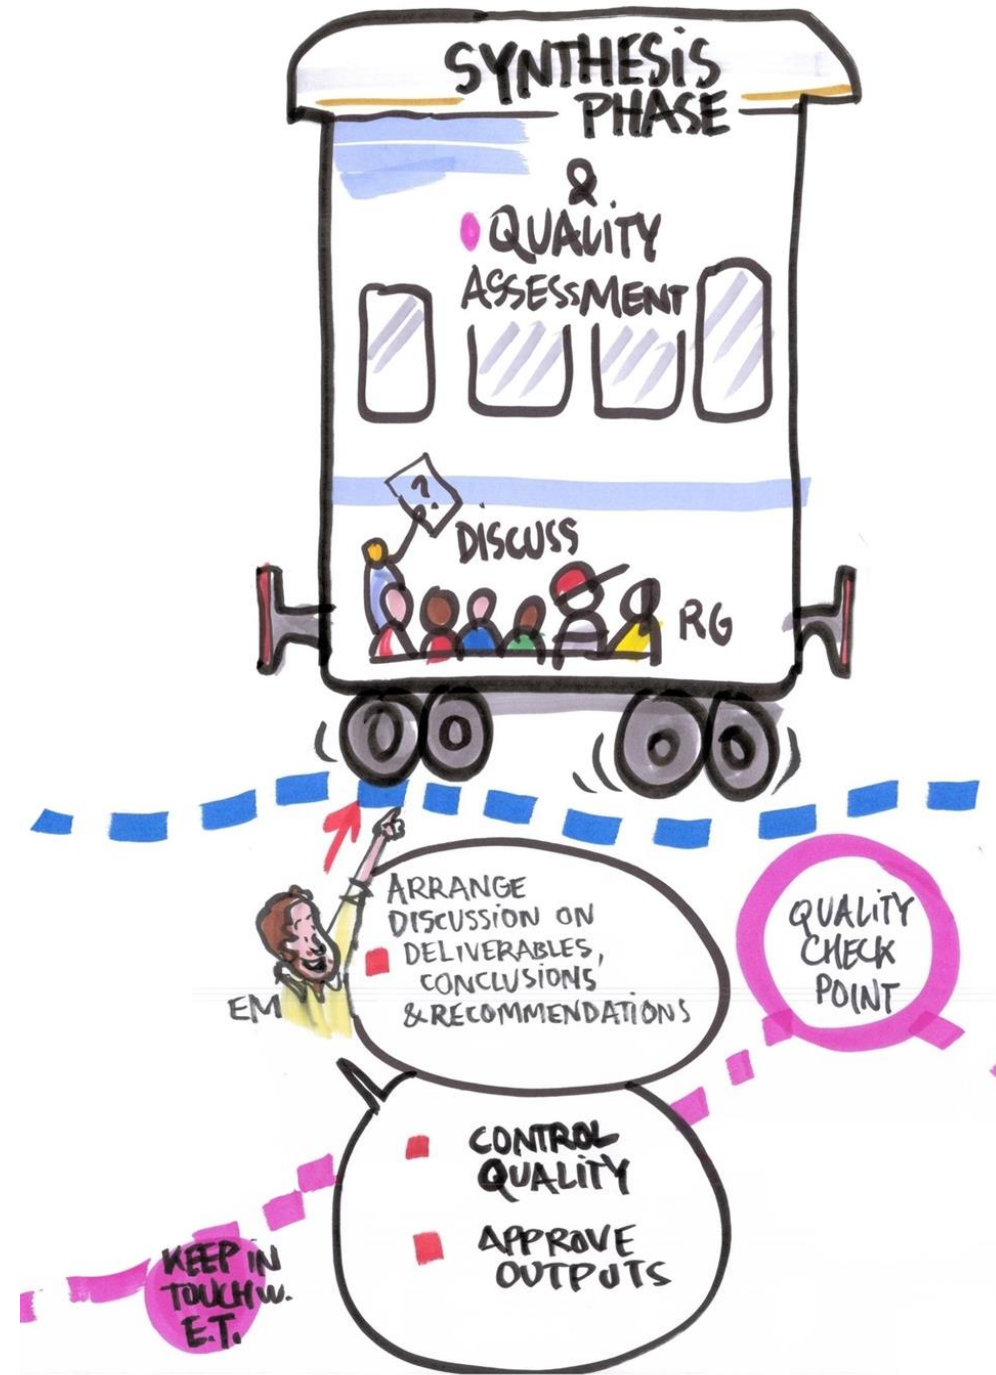 SYNTHESIS
PHASE
&
QUALITY
ASSESSMENT
?
DISCUSS
RG
ARRANGE
DISCUSSION ON
DELIVERABLES,
CONCLUSIONS
& RECOMMENDATIONS
EM
QUALITY
CHECK
POINT
CONTROL
QUALITY
APPROVE
OUTPUTS
KEEP IN
TOUCH W.
E.T.